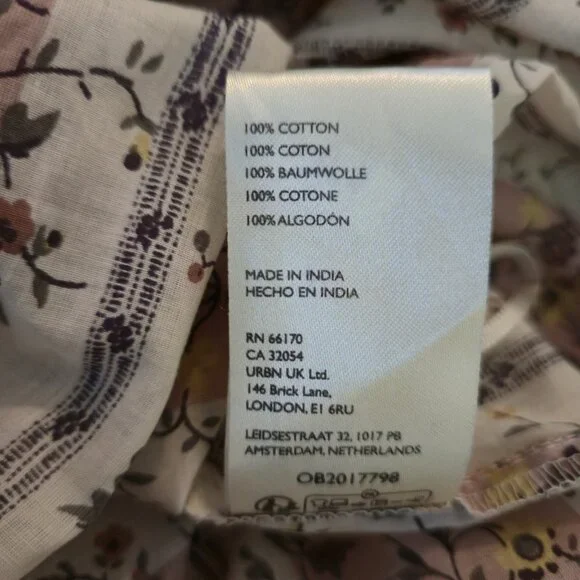 100% COTTON
100% COTON
100% BAUMWOLLE
100% COTONE
100% ALGODÓN
MADE IN INDIA
HECHO EN INDIA
RN 66170
CA 32054
URBN UK Ltd.
146 Brick Lane,
LONDON, E1 6RU
LEIDSESTRAAT 32, 1017 PB
AMSTERDAM, NETHERLANDS
OB2017798